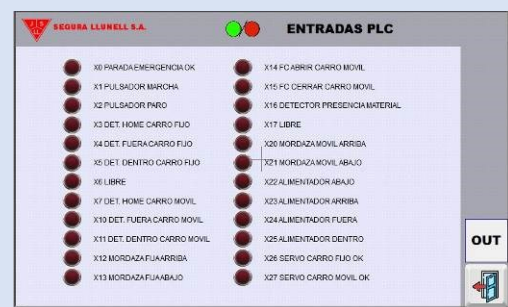 SEGURA LLUNELL S.A.
ENTRADAS PLC
X0 PARADA EMERGENCIA OK
X1 PULSADOR MARCHA
X2 PULSADOR PARO
X3 DET. HOME CARRO FIJO
X4 DET. FUERA CARRO FIJO
X5 DET. DENTRO CARRO FIJO
X6 LIBRE
X7 DET. HOME CARRO MOVIL
X10 DET. FUERA CARRO MOVIL
X11 DET. DENTRO CARRO MOVIL
X12 MORDAZA FIJA ARRIBA
X13 MORDAZA FIJA ABAJO
X14 FC ABRIR CARRO MOVIL
X15 FC CERRAR CARRO MOVIL
X16 DETECTOR PRESENCIA MATERIAL
X17 LIBRE
X20 MORDAZA MOVIL ARRIBA
X21 MORDAZA MOVIL ABAJO
X22 ALIMENTADOR ABAJO
X23 ALIMENTADOR ARRIBA
X24 ALIMENTADOR FUERA
X25 ALIMENTADOR DENTRO
X26 SERVO CARRO FIJO OK
X27 SERVO CARRO MOVIL OK
OUT